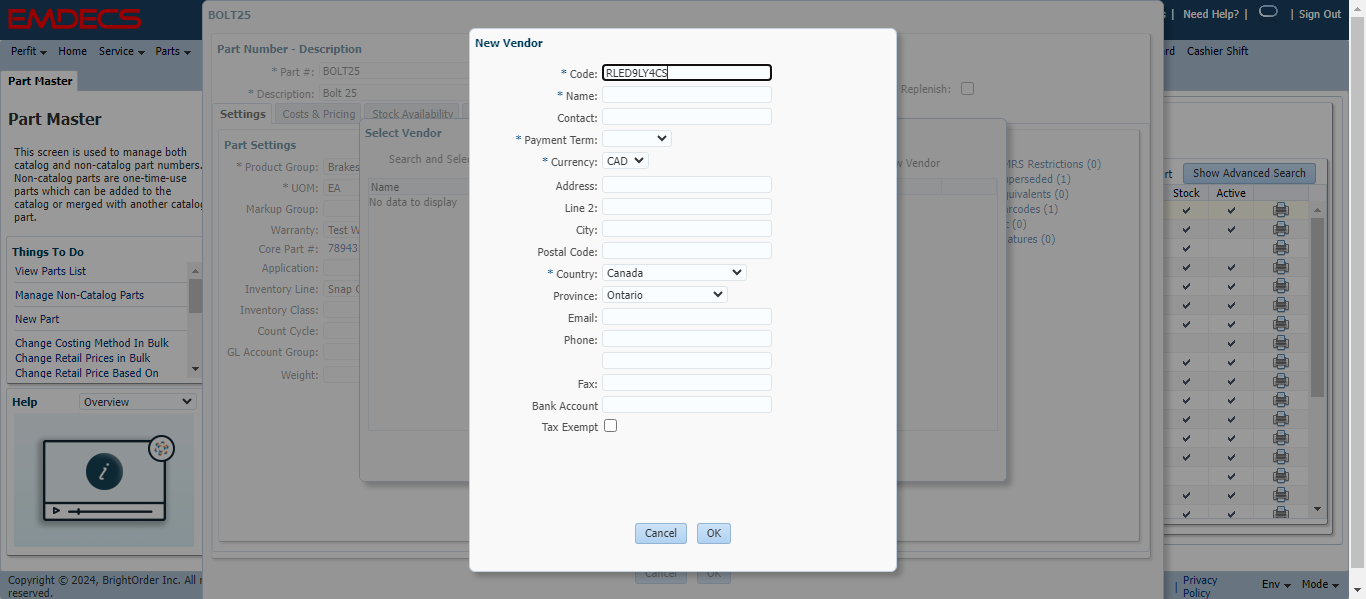 EMDECS
BOLT25
Need Help? |
| Sign Out
Perfit
Home
Service
Parts
Cashier Shift
Part Master
Part Master
This screen is used to manage both
catalog and non-catalog part numbers.
Non-catalog parts are one-time-use
parts which can be added to the
catalog or merged with another catalog
part.
Things To Do
View Parts List
Manage Non-Catalog Parts
New Part
Change Costing Method In Bulk
Change Retail Prices in Bulk
Change Retail Price Based On
Help
Overview
Part Number - Description
* Part #: BOLT25
* Description: Bolt 25
Replenish:
Settings
Costs & Pricing
Stock Availability
Part Settings
* Product Group: Brakes
* UOM: EA
Markup Group:
Warranty: Test W
Core Part #: 78943
Application:
Inventory Line: Snap
Inventory Class:
Count Cycle:
GL Account Group:
Weight:
Select Vendor
Search and Selec
Name
No data to display
Vendor
MRS Restrictions (0)
perseded (1)
uivalents (0)
rcodes (1)
(0)
atures (0)
New Vendor
* Code: RLED9LY4CS
* Name:
Contact:
* Payment Term:
* Currency: CAD
Address:
Line 2:
City:
Postal Code:
* Country: Canada
Province: Ontario
Email:
Phone:
Fax:
Bank Account
Tax Exempt
Cancel
OK
Cancel
OK
Show Advanced Search
Stock
Active
Copyright © 2024, BrightOrder Inc. All r
reserved.
| Privacy
Policy
Env
Mode